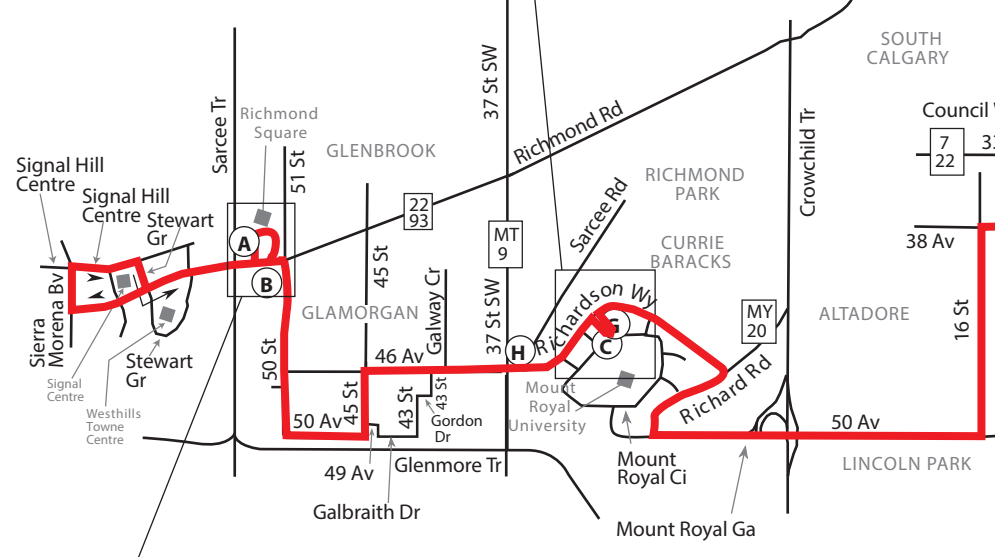 SOUTH
CALGARY
Council
Richmond
Square
Sarcee Tr
51 St
GLENBROOK
37 St SW
Richmond Rd
Crowchild Tr
7
22
Signal Hill
Centre
Signal Hill
Centre
Stewart
Gr
RICHMOND
PARK
22
93
MT
9
Sarcee Rd
38 Av
A
B
45 St
CURRIE
BARACKS
Sierra
Morena Bv
GLAMORGAN
Galway Cr
37 St SW
Richardson Wy
G
C
H
MY
20
ALTADORE
16 St
50 St
46 Av
Stewart
Gr
Signal
Centre
Westhills
Towne
Centre
45 St
43 St
43 St
Mount
Royal
University
Richard Rd
50 Av
Gordon
Dr
50 Av
49 Av
Glenmore Tr
Mount
Royal Ci
LINCOLN PARK
Galbraith Dr
Mount Royal Ga